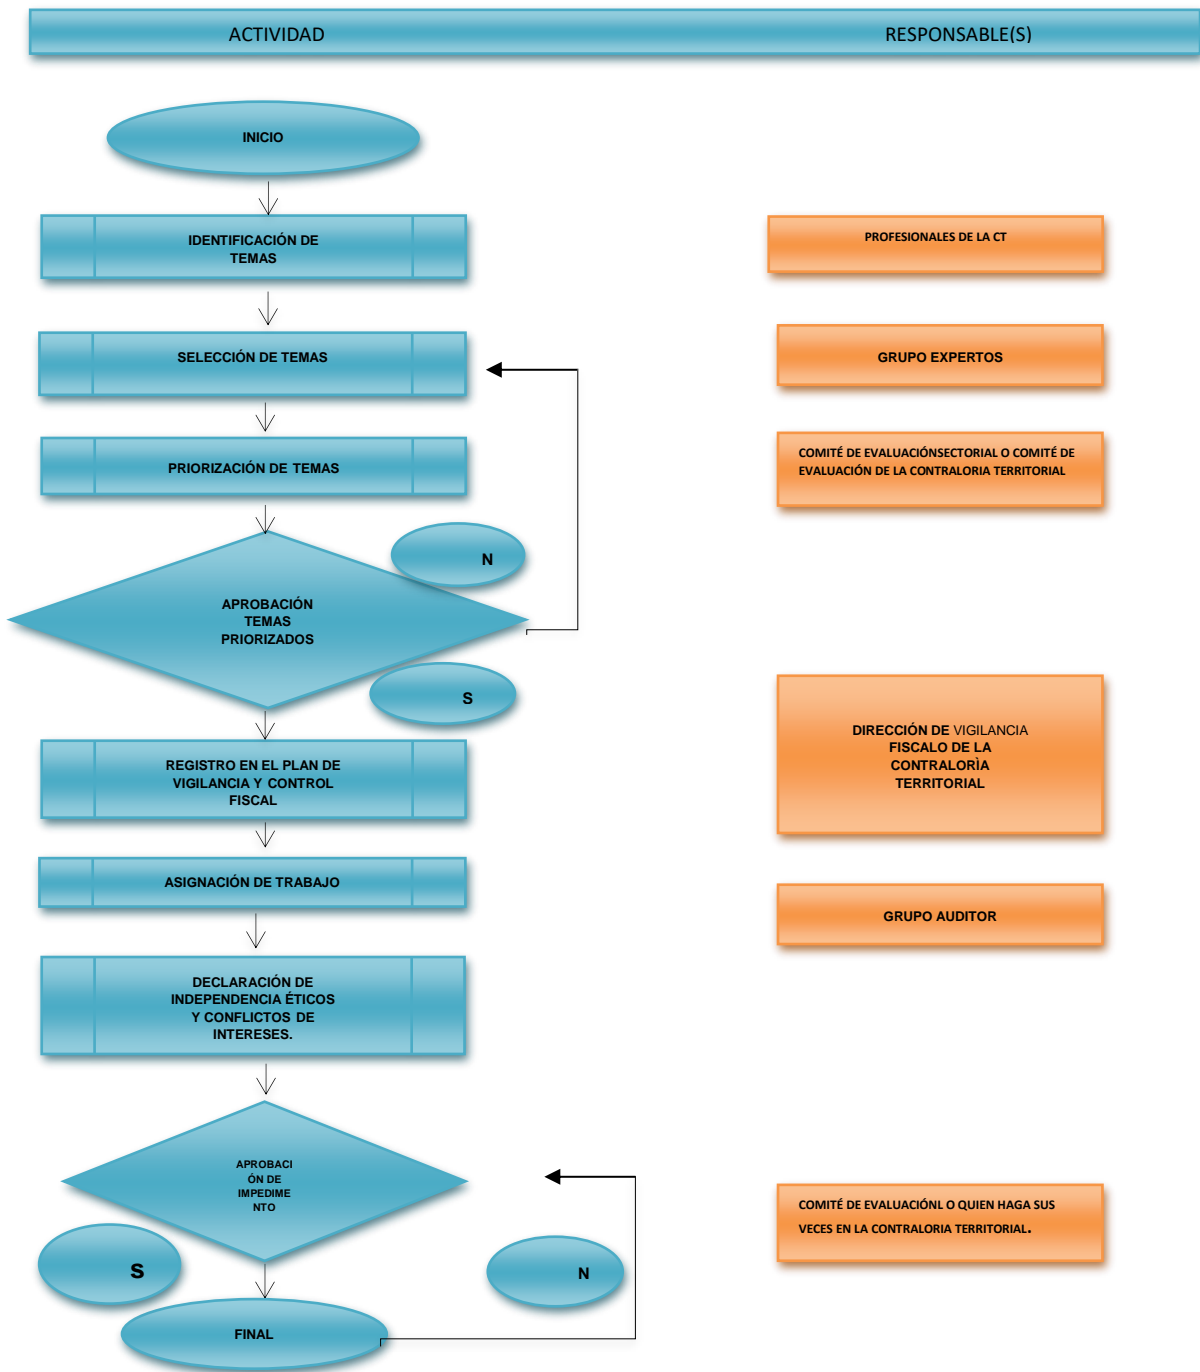 ACTIVIDAD RESPONSABLE(S)
INICIO
IDENTIFICACIÓN DE
TEMAS
PROFESIONALES DE LA CT
SELECCIÓN DE TEMAS
GRUPO EXPERTOS
PRIORIZACIÓN DE TEMAS
COMITÉ DE EVALUACIÓNSECTORIAL O COMITÉ DE
EVALUACIÓN DE LA CONTRALORIA TERRITORIAL
N
APROBACIÓN
TEMAS
PRIORIZADOS
S
REGISTRO EN EL PLAN DE
VIGILANCIA Y CONTROL
FISCAL
DIRECCIÓN DE VIGILANCIA
FISCALO DE LA
CONTRALORÌA
TERRITORIAL
ASIGNACIÓN DE TRABAJO
GRUPO AUDITOR
DECLARACIÓN DE
INDEPENDENCIA ÉTICOS
Y CONFLICTOS DE
INTERESES.
APROBACI
ÓN DE
IMPEDIME
NTO
COMITÉ DE EVALUACIÓNL O QUIEN HAGA SUS
VECES EN LA CONTRALORIA TERRITORIAL.
S
N
FINAL